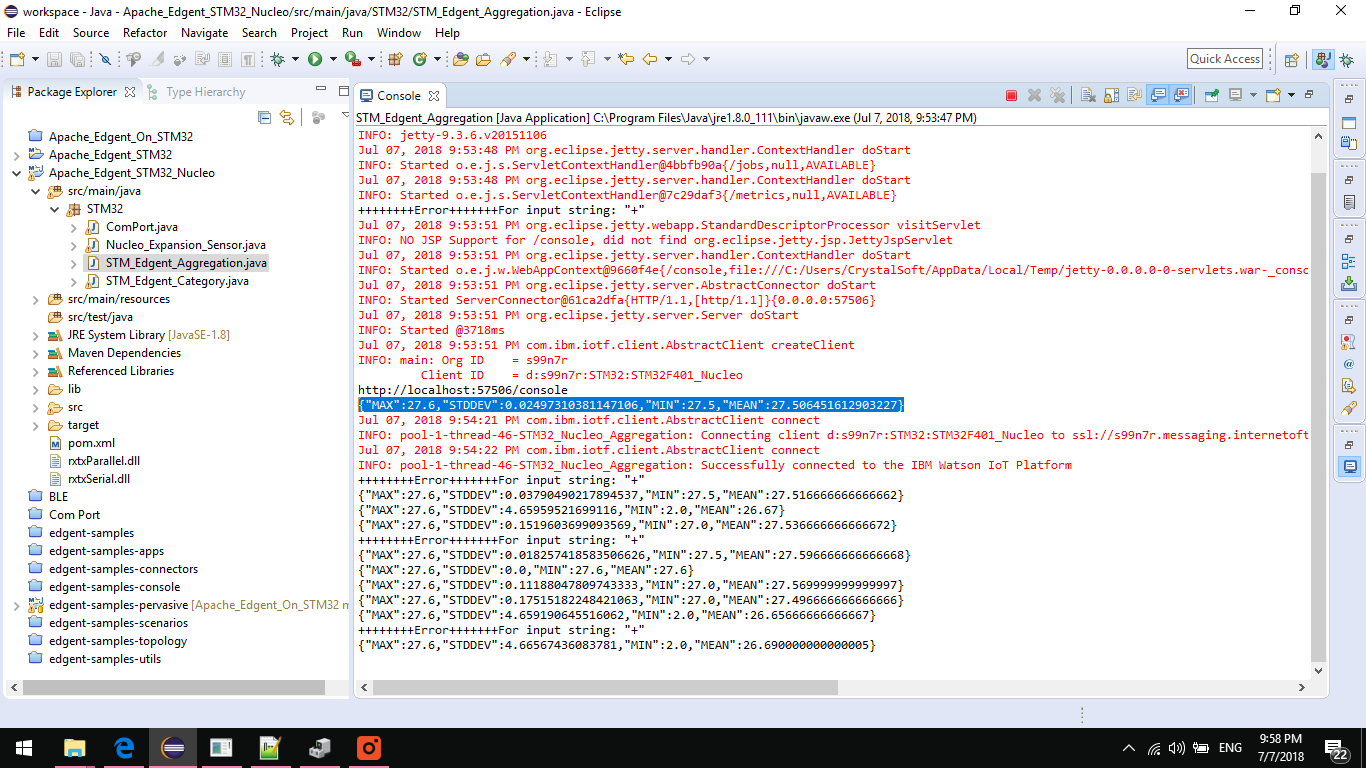 workspace - Java - Apache_Edgent_STM32_Nucleo/src/main/java/STM32/STM_Edgent_Aggregation.java - Eclipse
File Edit Source Refactor Navigate Search Project Run Window Help
Quick Access
Package Explorer Type Hierarchy
Apache_Edgent_On_STM32
Apache_Edgent_STM32
Apache_Edgent_STM32_Nucleo
src/main/java
STM32
ComPort.java
Nucleo_Expansion_Sensor.java
STM_Edgent_Aggregation.java
STM_Edgent_Category.java
src/main/resources
src/test/java
JRE System Library [JavaSE-1.8]
Maven Dependencies
Referenced Libraries
lib
src
target
pom.xml
rxtxParallel.dll
rxtxSerial.dll
BLE
Com Port
edgent-samples
edgent-samples-apps
edgent-samples-connectors
edgent-samples-console
edgent-samples-pervasive [Apache_Edgent_On_STM32 m
edgent-samples-scenarios
edgent-samples-topology
edgent-samples-utils
Console
STM_Edgent_Aggregation [Java Application] C:\Program Files\Java\jre1.8.0_111\bin\javaw.exe (Jul 7, 2018, 9:53:47 PM)
INFO: jetty-9.3.6.v20151106
Jul 07, 2018 9:53:48 PM org.eclipse.jetty.server.handler.ContextHandler doStart
INFO: Started o.e.j.s.ServletContextHandler@4bbfb90a{/jobs,null,AVAILABLE}
Jul 07, 2018 9:53:48 PM org.eclipse.jetty.server.handler.ContextHandler doStart
INFO: Started o.e.j.s.ServletContextHandler@7c29daf3{/metrics,null,AVAILABLE}
++++++++Error+++++++For input string: "+"
Jul 07, 2018 9:53:51 PM org.eclipse.jetty.webapp.StandardDescriptorProcessor visitServlet
INFO: NO JSP Support for /console, did not find org.eclipse.jetty.jsp.JettyJspServlet
Jul 07, 2018 9:53:51 PM org.eclipse.jetty.server.handler.ContextHandler doStart
INFO: Started o.e.j.w.WebAppContext@9660f4e{/console,file:///C:/Users/CrystalSoft/AppData/Local/Temp/jetty-0.0.0.0-0-servlets.war-_consc
Jul 07, 2018 9:53:51 PM org.eclipse.jetty.server.AbstractConnector doStart
INFO: Started ServerConnector@61ca2dfa{HTTP/1.1,[http/1.1]}{0.0.0.0:57506}
Jul 07, 2018 9:53:51 PM org.eclipse.jetty.server.Server doStart
INFO: Started @3718ms
Jul 07, 2018 9:53:51 PM com.ibm.iotf.client.AbstractClient createClient
INFO: main: Org ID = s99n7r
Client ID = d:s99n7r:STM32:STM32F401_Nucleo
http://localhost:57506/console
{"MAX":27.6,"STDDEV":0.02497310381147106,"MIN":27.5,"MEAN":27.506451612903227}
Jul 07, 2018 9:54:21 PM com.ibm.iotf.client.AbstractClient connect
INFO: pool-1-thread-46-STM32_Nucleo_Aggregation: Connecting client d:s99n7r:STM32:STM32F401_Nucleo to ssl://s99n7r.messaging.internetoft
Jul 07, 2018 9:54:22 PM com.ibm.iotf.client.AbstractClient connect
INFO: pool-1-thread-46-STM32_Nucleo_Aggregation: Successfully connected to the IBM Watson IoT Platform
++++++++Error+++++++For input string: "+"
{"MAX":27.6,"STDDEV":0.03790490217894537,"MIN":27.5,"MEAN":27.516666666666662}
{"MAX":27.6,"STDDEV":4.65959521699116,"MIN":2.0,"MEAN":26.67}
{"MAX":27.6,"STDDEV":0.1519603699093569,"MIN":27.0,"MEAN":27.536666666666672}
++++++++Error+++++++For input string: "+"
{"MAX":27.6,"STDDEV":0.018257418583506626,"MIN":27.5,"MEAN":27.596666666666668}
{"MAX":27.6,"STDDEV":0.0,"MIN":27.6,"MEAN":27.6}
{"MAX":27.6,"STDDEV":0.11188047809743333,"MIN":27.0,"MEAN":27.569999999999997}
{"MAX":27.6,"STDDEV":0.17515182248421063,"MIN":27.0,"MEAN":27.496666666666666}
{"MAX":27.6,"STDDEV":4.659190645516062,"MIN":2.0,"MEAN":26.656666666666667}
++++++++Error+++++++For input string: "+"
{"MAX":27.6,"STDDEV":4.66567436083781,"MIN":2.0,"MEAN":26.690000000000005}
ENG
9:58 PM
7/7/2018
22